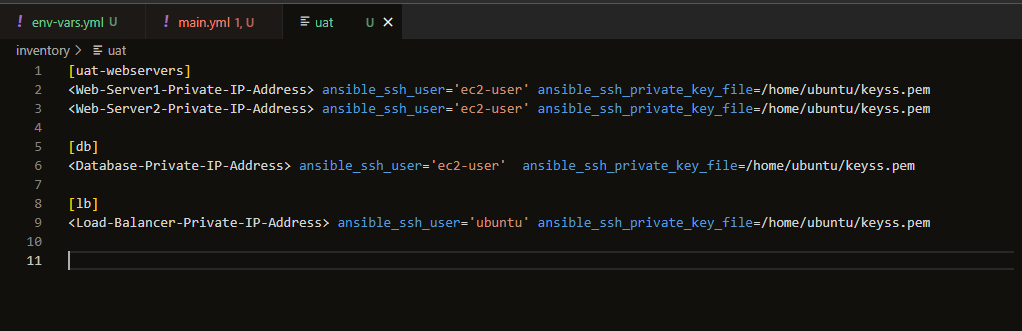 ! env-vars.yml U ! main.yml 1, U uat U ×
inventory > uat
1 [uat-webservers]
2 <Web-Server1-Private-IP-Address> ansible_ssh_user='ec2-user' ansible_ssh_private_key_file=/home/ubuntu/keyss.pem
3 <Web-Server2-Private-IP-Address> ansible_ssh_user='ec2-user' ansible_ssh_private_key_file=/home/ubuntu/keyss.pem
4
5 [db]
6 <Database-Private-IP-Address> ansible_ssh_user='ec2-user'  ansible_ssh_private_key_file=/home/ubuntu/keyss.pem
7
8 [lb]
9 <Load-Balancer-Private-IP-Address> ansible_ssh_user='ubuntu' ansible_ssh_private_key_file=/home/ubuntu/keyss.pem
10
11